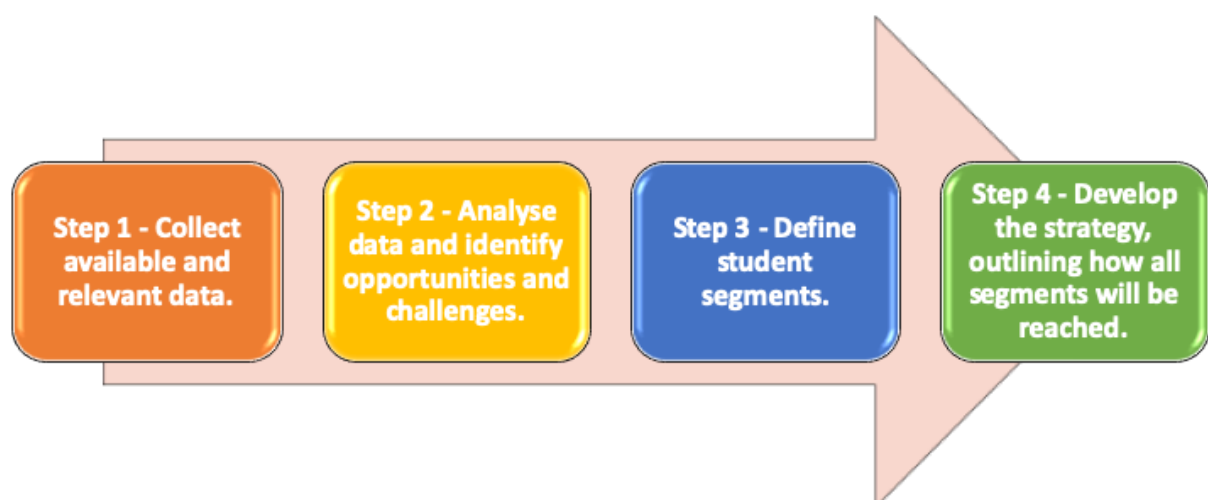 Step 1 - Collect
available and
relevant data.
Step 2 - Analyse
data and identify
opportunities and
challenges.
Step 3 - Define
student
segments.
Step 4 - Develop
the strategy,
outlining how all
segments will be
reached.